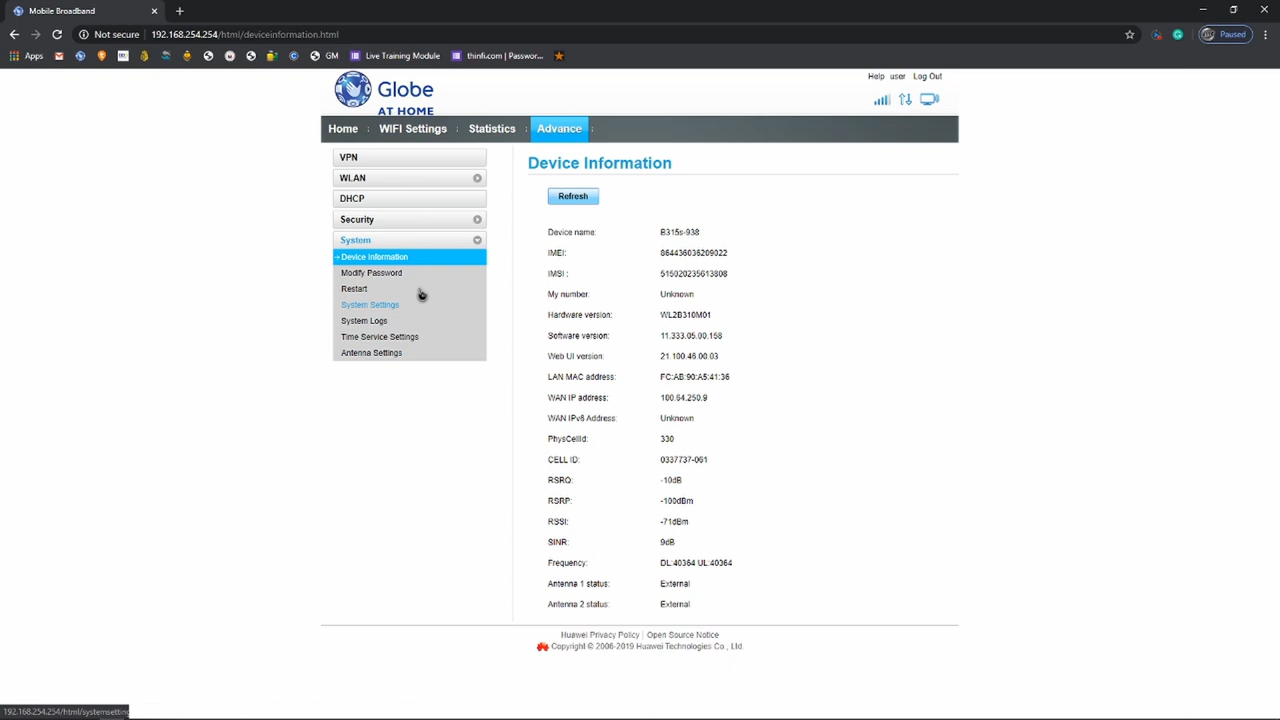 Mobile Broadband
Not secure 192.168.254.254/html/deviceinformation.html
Paused
Apps
GM
Live Training Module
thinfi.com | Passwor...
Globe
AT HOME
Help user Log Out
Home WIFI Settings Statistics Advance
VPN
WLAN
DHCP
Security
System
Device Information
Modify Password
Restart
System Settings
System Logs
Time Service Settings
Antenna Settings
Device Information
Refresh
Device name: B315s-938
IMEI: 864436036209022
IMSI : 515020235613808
My number: Unknown
Hardware version: WL2B310M01
Software version: 11.333.05.00.158
Web UI version: 21.100.46.00.03
LAN MAC address: FC:AB:90:A5:41:36
WAN IP address: 100.64.250.9
WAN IPv6 Address: Unknown
PhysCellId: 330
CELL ID: 0337737-061
RSRQ: -10dB
RSRP: -100dBm
RSSI: -71dBm
SINR: 9dB
Frequency: DL:40364 UL:40364
Antenna 1 status: External
Antenna 2 status: External
Huawei Privacy Policy | Open Source Notice
Copyright © 2006-2019 Huawei Technologies Co., Ltd.
192.168.254.254/html/systemsetting